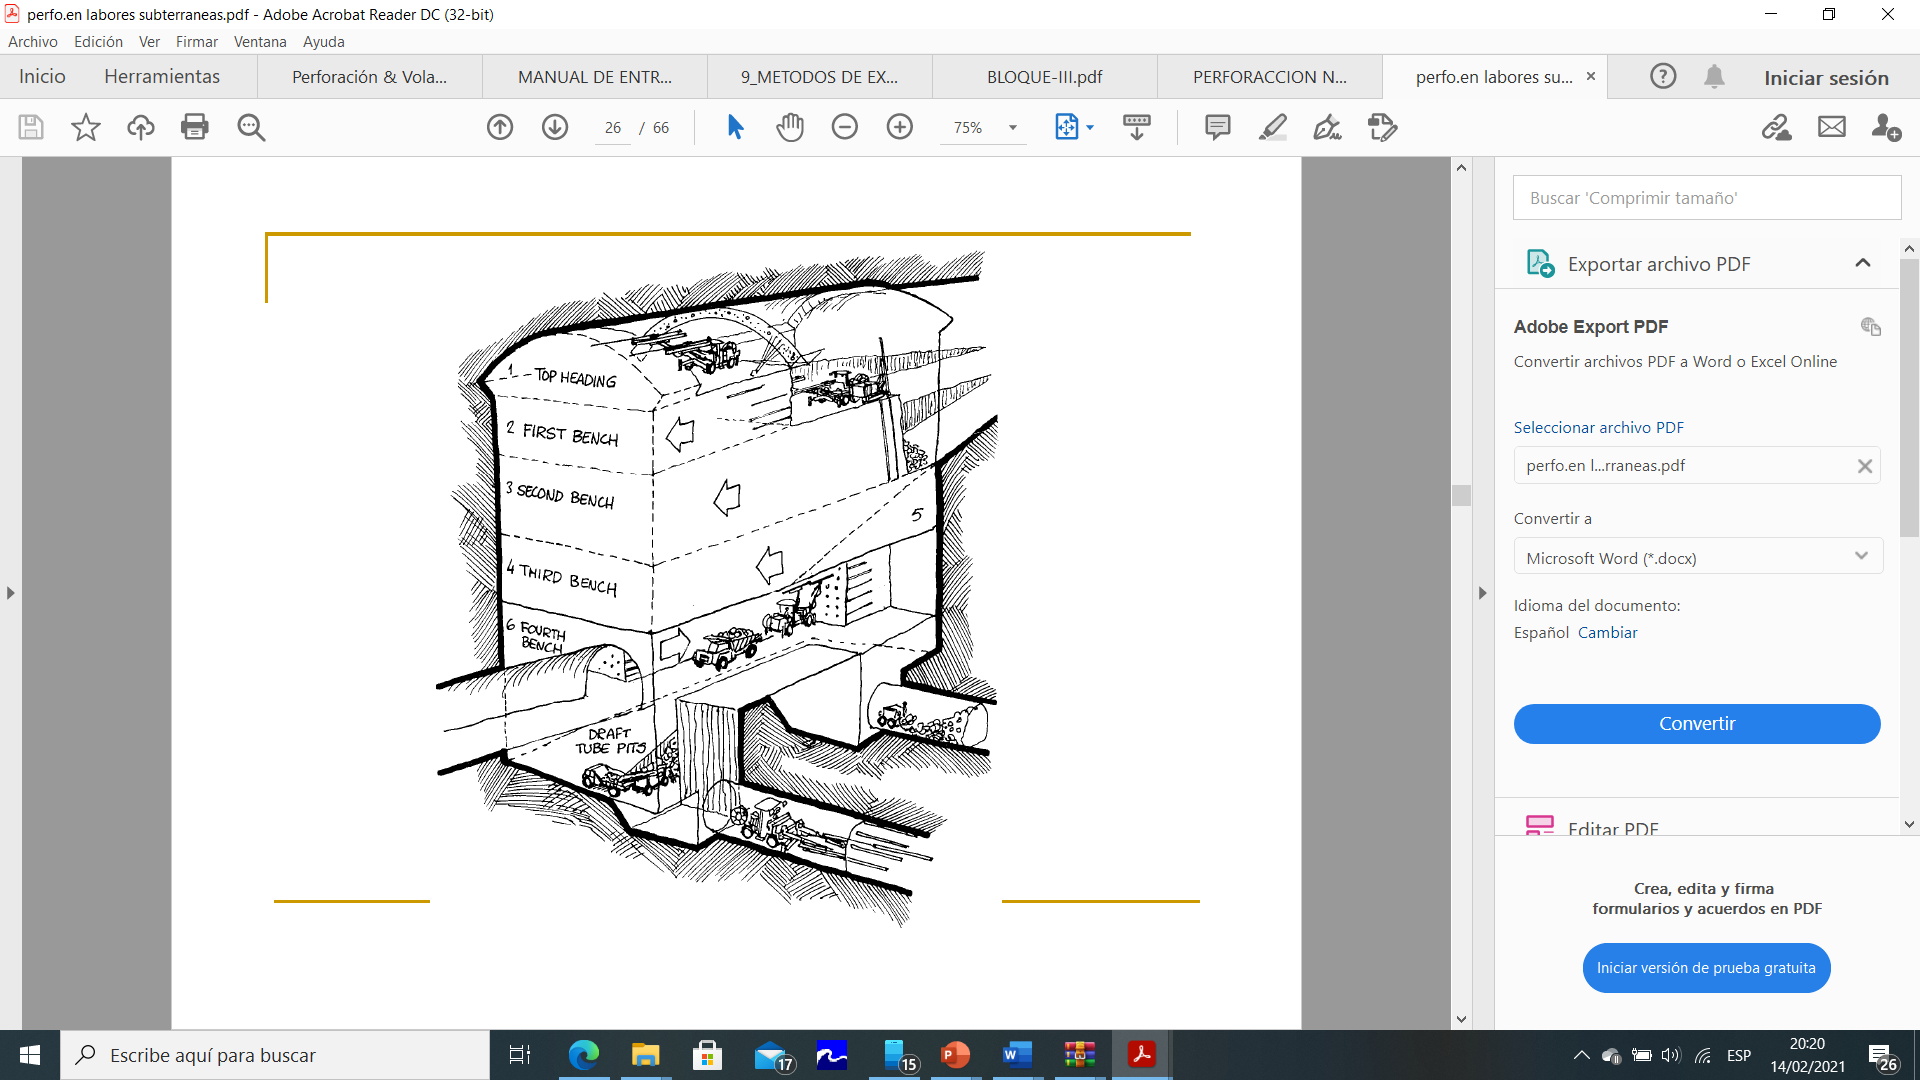 perfo.en labores subterraneas.pdf - Adobe Acrobat Reader DC (32-bit)
Archivo Edición Ver Firmar Ventana Ayuda
Inicio Herramientas Perforación & Vola... MANUAL DE ENTR... 9_METODOS DE EX... BLOQUE-III.pdf PERFORACCION N... perfo.en labores su... Iniciar sesión
26 / 66 75%
1 TOP HEADING
2 FIRST BENCH
3 SECOND BENCH
5
4 THIRD BENCH
6 FOURTH
BENCH
DRAFT
TUBE PITS
Buscar 'Comprimir tamaño'
Exportar archivo PDF
Adobe Export PDF
Convertir archivos PDF a Word o Excel Online
Seleccionar archivo PDF
perfo.en l...rraneas.pdf
Convertir a
Microsoft Word (*.docx)
Idioma del documento:
Español Cambiar
Convertir
Editar PDF
Crea, edita y firma
formularios y acuerdos en PDF
Iniciar versión de prueba gratuita
Escribe aquí para buscar
17
15
ESP
20:20
14/02/2021
26